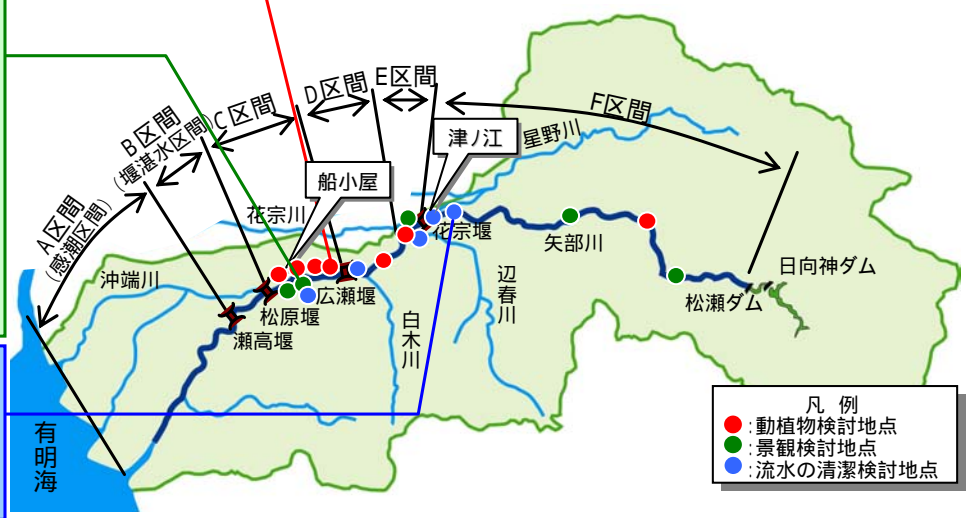 A区間
(感潮区間)
B区間
(堰湛水区間)
C区間
D区間
E区間
F区間
津ノ江
船小屋
星野川
花宗川
花宗堰
矢部川
沖端川
広瀬堰
松原堰
瀬高堰
白木川
辺春川
松瀬ダム
日向神ダム
有明海
凡 例
:動植物検討地点
:景観検討地点
:流水の清潔検討地点